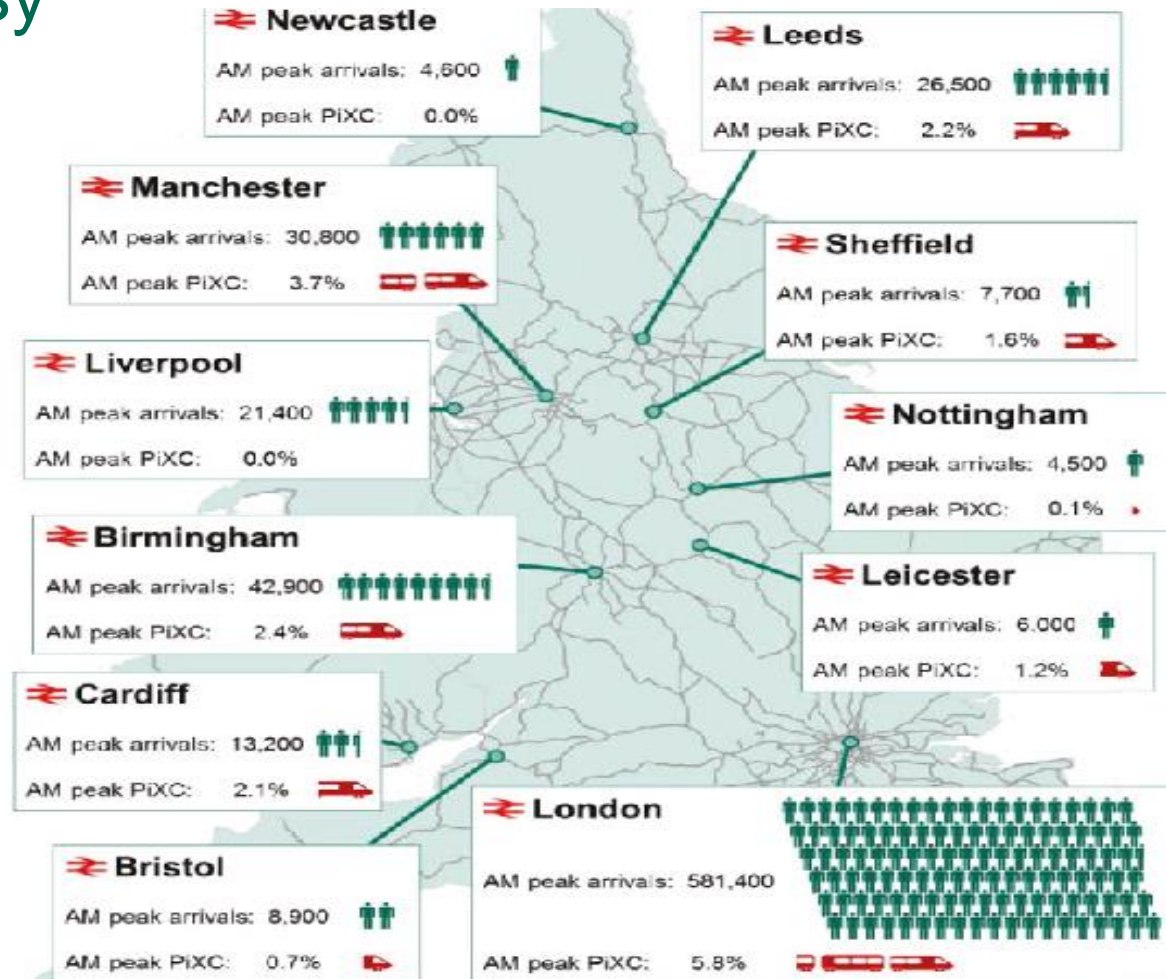 Newcastle
AM peak arrivals: 4,600
AM peak PiXC: 0.0%
Leeds
AM peak arrivals: 26,500
AM peak PiXC: 2.2%
Manchester
AM peak arrivals: 30,800
AM peak PiXC: 3.7%
Sheffield
AM peak arrivals: 7,700
AM peak PiXC: 1.6%
Liverpool
AM peak arrivals: 21,400
AM peak PiXC: 0.0%
Nottingham
AM peak arrivals: 4,500
AM peak PiXC: 0.1%
Birmingham
AM peak arrivals: 42,900
AM peak PiXC: 2.4%
Leicester
AM peak arrivals: 6,000
AM peak PiXC: 1.2%
Cardiff
AM peak arrivals: 13,200
AM peak PiXC: 2.1%
London
AM peak arrivals: 581,400
AM peak PiXC: 5.8%
Bristol
AM peak arrivals: 8,900
AM peak PiXC: 0.7%